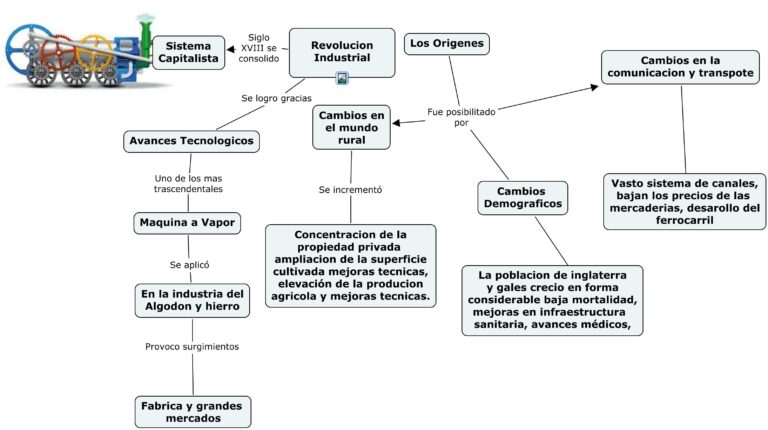 Sistema
Capitalista
Siglo
XVIII se
consolido
Revolucion
Industrial
Los Origenes
Cambios en la
comunicacion y transpote
Se logro gracias
Cambios en
el mundo
rural
Fue posibilitado
por
Avances Tecnologicos
Uno de los mas
trascendentales
Se incrementó
Cambios
Demograficos
Vasto sistema de canales,
bajan los precios de las
mercaderias, desarollo del
ferrocarril
Maquina a Vapor
Se aplicó
Concentracion de la
propiedad privada
ampliacion de la superficie
cultivada mejoras tecnicas,
elevación de la producion
agricola y mejoras tecnicas.
La poblacion de inglaterra
y gales crecio en forma
considerable baja mortalidad,
mejoras en infraestructura
sanitaria, avances médicos,
En la industria del
Algodon y hierro
Provoco surgimientos
Fabrica y grandes
mercados